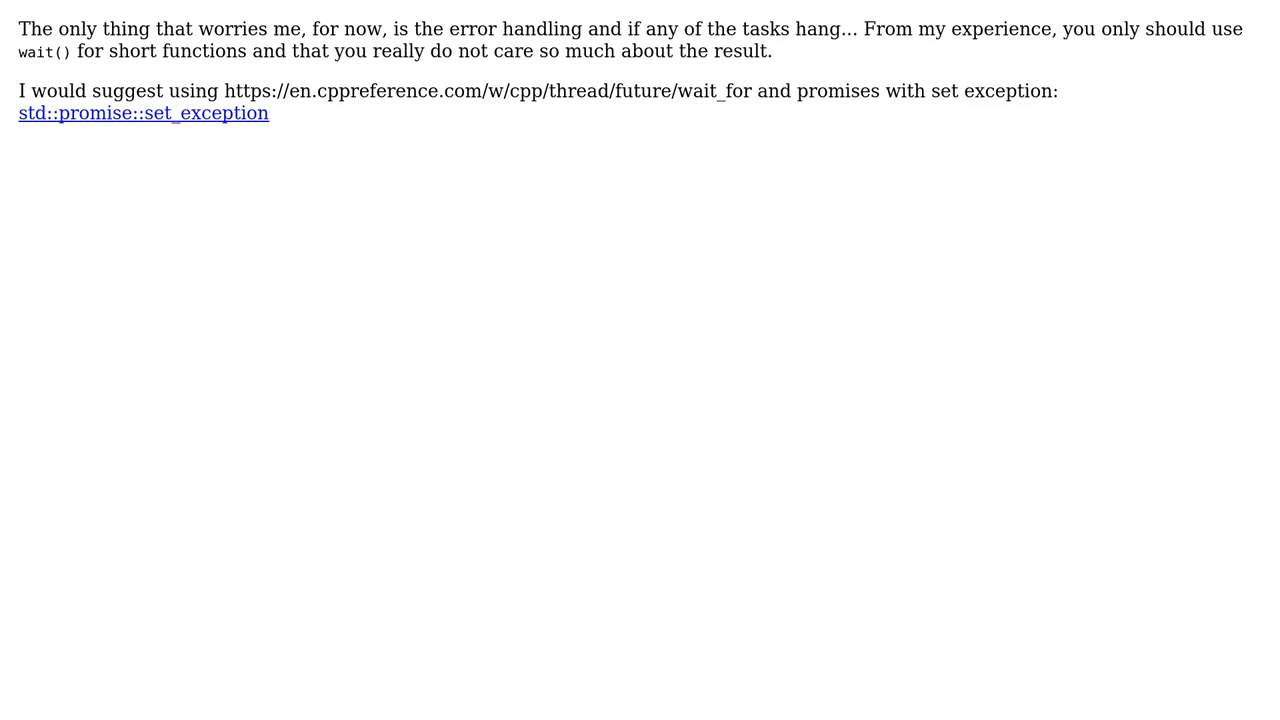 The only thing that worries me, for now, is the error handling and if any of the tasks hang... From my experience, you only should use
wait() for short functions and that you really do not care so much about the result.
I would suggest using https://en.cppreference.com/w/cpp/thread/future/wait_for and promises with set exception:
std::promise::set_exception